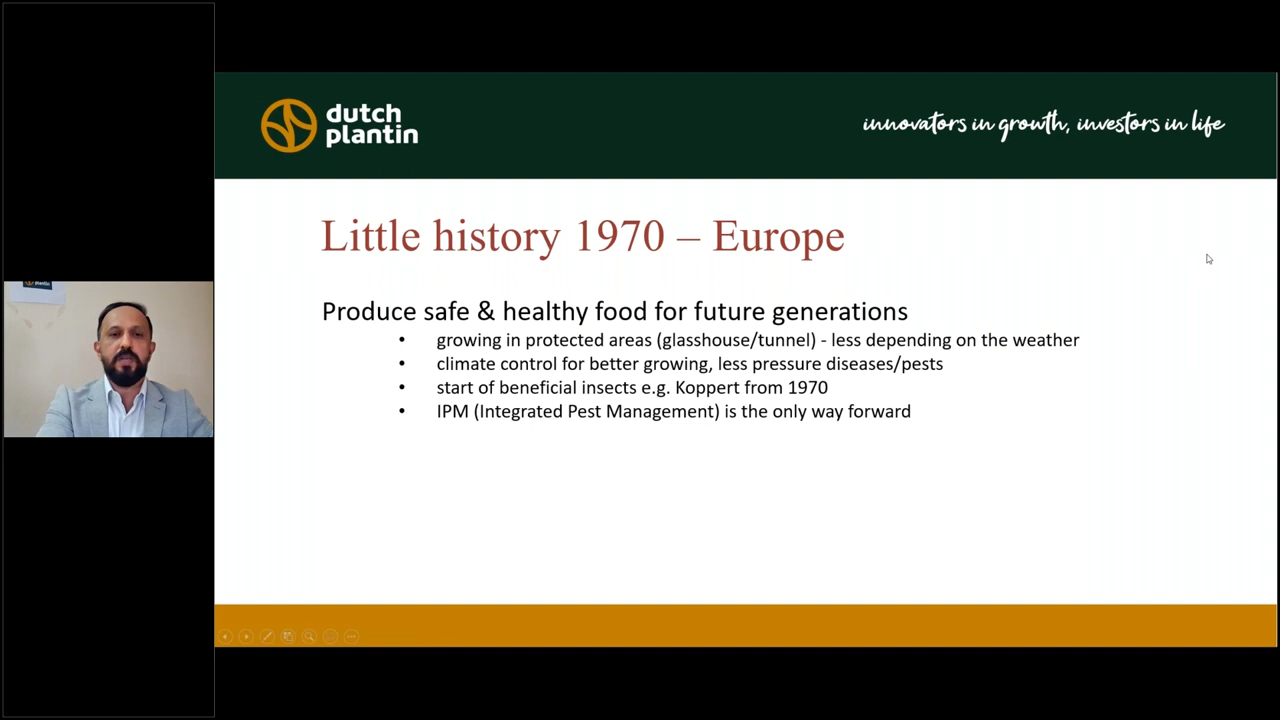 dutch
plantin
innovators in growth, investors in life
Little history 1970 – Europe
Produce safe & healthy food for future generations
• growing in protected areas (glasshouse/tunnel) - less depending on the weather
• climate control for better growing, less pressure diseases/pests
• start of beneficial insects e.g. Koppert from 1970
• IPM (Integrated Pest Management) is the only way forward
plantin